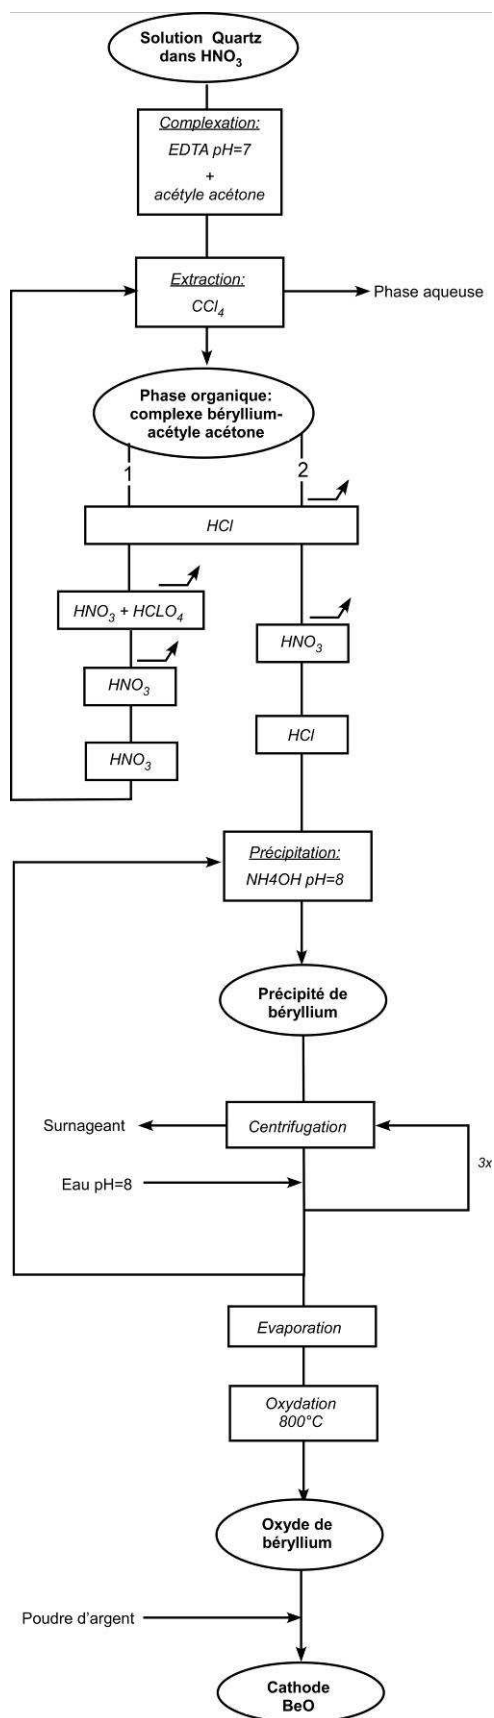 Solution Quartz
dans HNO3
Complexation:
EDTA pH=7
+
acétyle acétone
Extraction:
CCl4
Phase aqueuse
Phase organique:
complexe béryllium-
acétyle acétone
1
2
HCl
HNO3 + HCLO4
HNO3
HNO3
HCl
HNO3
Précipitation:
NH4OH pH=8
Précipité de
béryllium
Surnageant
Centrifugation
3x
Eau pH=8
Evaporation
Oxydation
800°C
Oxyde de
béryllium
Poudre d'argent
Cathode
BeO